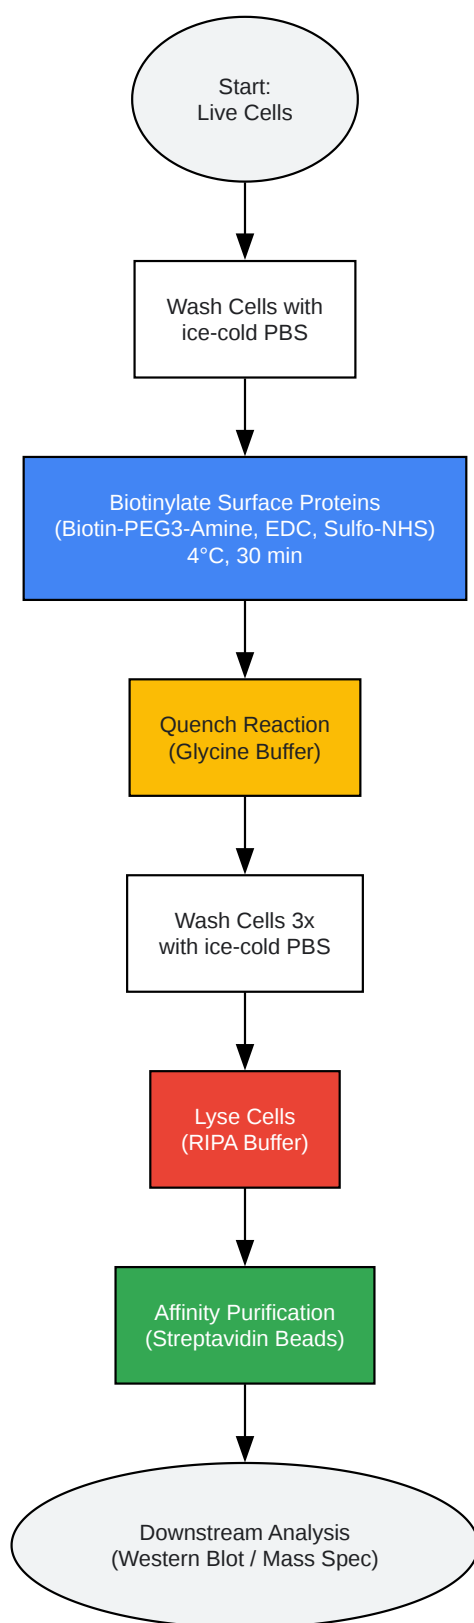 Start:
Live Cells
Wash Cells with
ice-cold PBS
Biotinylate Surface Proteins
(Biotin-PEG3-Amine, EDC, Sulfo-NHS)
4°C, 30 min
Quench Reaction
(Glycine Buffer)
Wash Cells 3x
with ice-cold PBS
Lyse Cells
(RIPA Buffer)
Affinity Purification
(Streptavidin Beads)
Downstream Analysis
(Western Blot / Mass Spec)